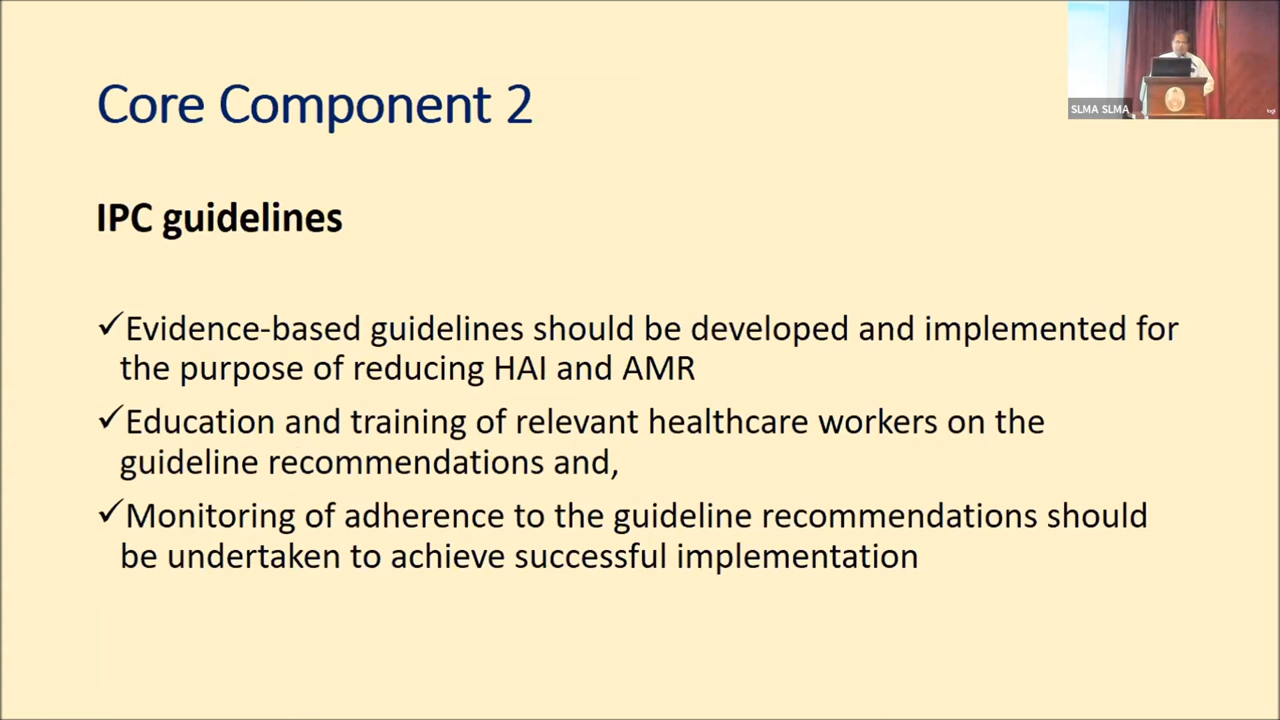 Core Component 2
SLMA SLMA
IPC guidelines
✓Evidence-based guidelines should be developed and implemented for
the purpose of reducing HAI and AMR
✓Education and training of relevant healthcare workers on the
guideline recommendations and,
✓Monitoring of adherence to the guideline recommendations should
be undertaken to achieve successful implementation